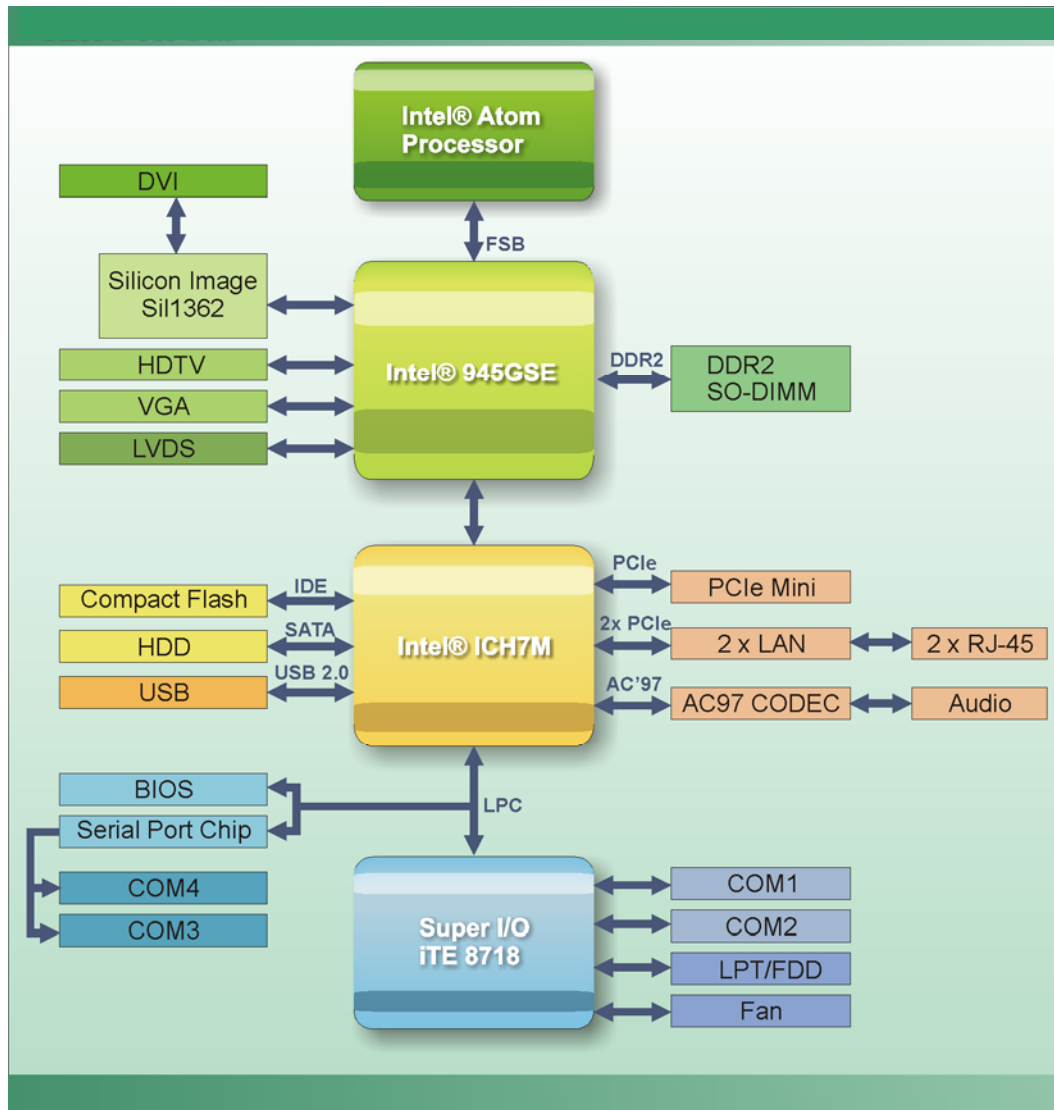 Intel® Atom
Processor
DVI
FSB
Silicon Image
SiI1362
HDTV
VGA
LVDS
Intel® 945GSE
DDR2
DDR2
SO-DIMM
Compact Flash
IDE
HDD
SATA
USB
USB 2.0
Intel® ICH7M
PCIe
PCIe Mini
2x PCIe
2 x LAN
2 x RJ-45
AC'97
AC97 CODEC
Audio
BIOS
Serial Port Chip
LPC
COM4
COM3
Super I/O
iTE 8718
COM1
COM2
LPT/FDD
Fan